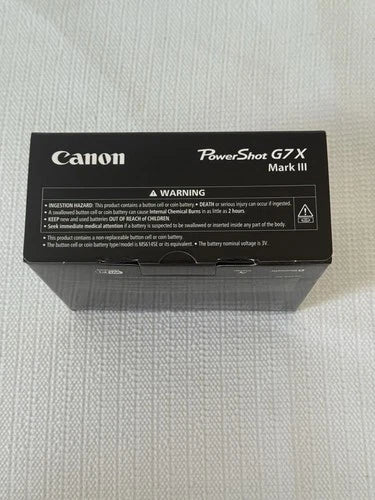 Canon
PowerShot G7 X
Mark III
WARNING
• INGESTION HAZARD: This product contains a button cell or coin battery. • DEATH or serious injury can occur if ingested.
• A swallowed button cell or coin battery can cause Internal Chemical Burns in as little as 2 hours.
• KEEP new and used batteries OUT OF REACH of CHILDREN.
• Seek immediate medical attention if a battery is suspected to be swallowed or inserted inside any part of the body.
• This product contains a non-replaceable button cell or coin battery.
• The button cell or coin battery type/model is MS614SE or its equivalent. • The battery nominal voltage is 3V.